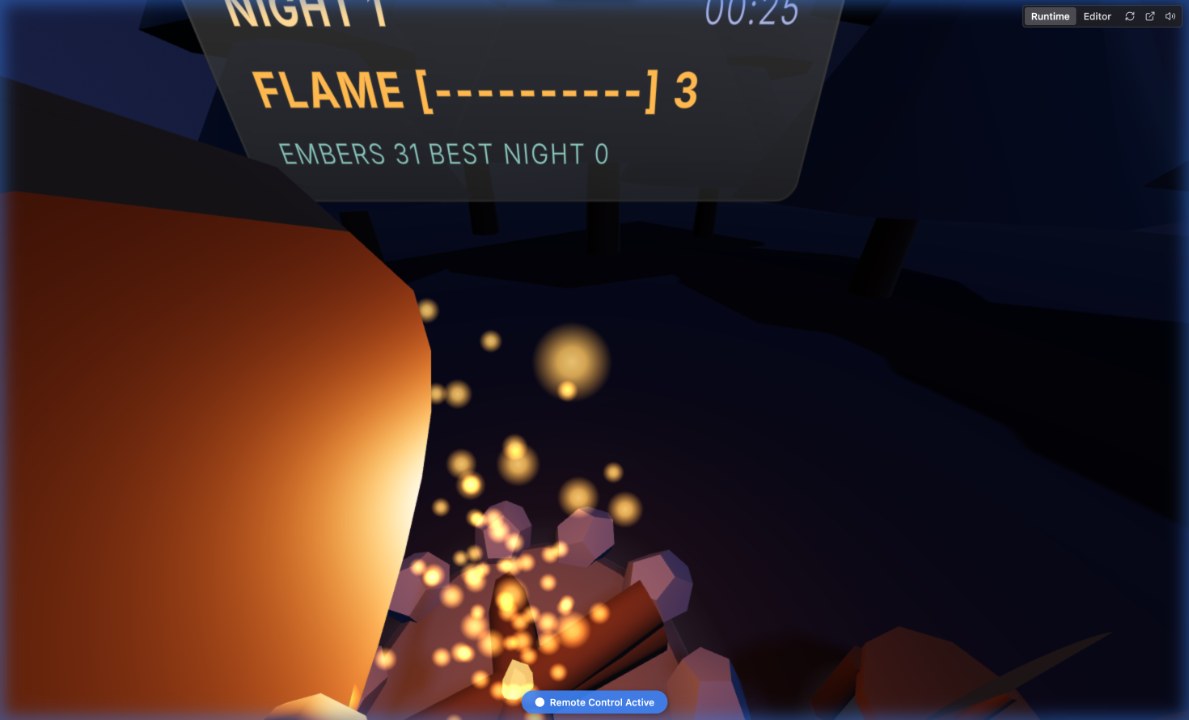 Runtime Editor
NIGHT 1 00:25
FLAME [----------] 3
EMBERS 31 BEST NIGHT 0
Remote Control Active